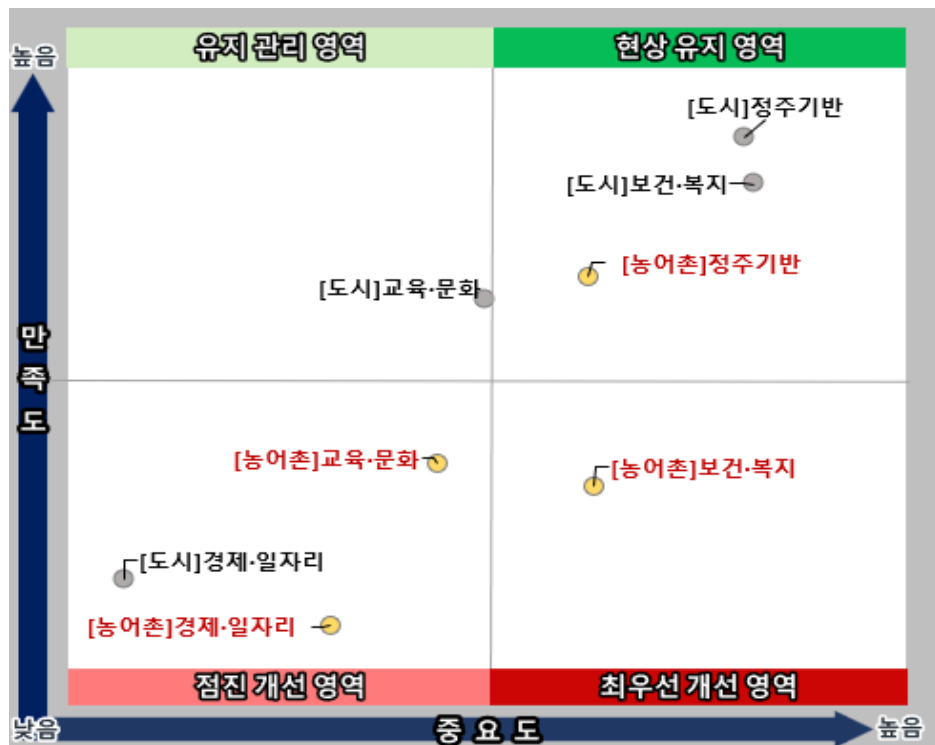 유지 관리 영역
현상 유지 영역
높음
[도시]정주기반
[도시]보건·복지
[농어촌]정주기반
[도시]교육·문화
만족도
[농어촌]교육·문화
[농어촌]보건·복지
[도시]경제·일자리
[농어촌]경제·일자리
점진 개선 영역
최우선 개선 영역
낮음
중요도
높음